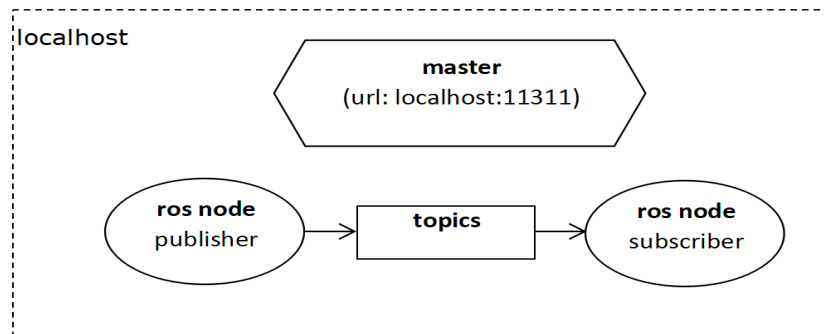 localhost
master
(url: localhost:11311)
ros node
publisher
topics
ros node
subscriber